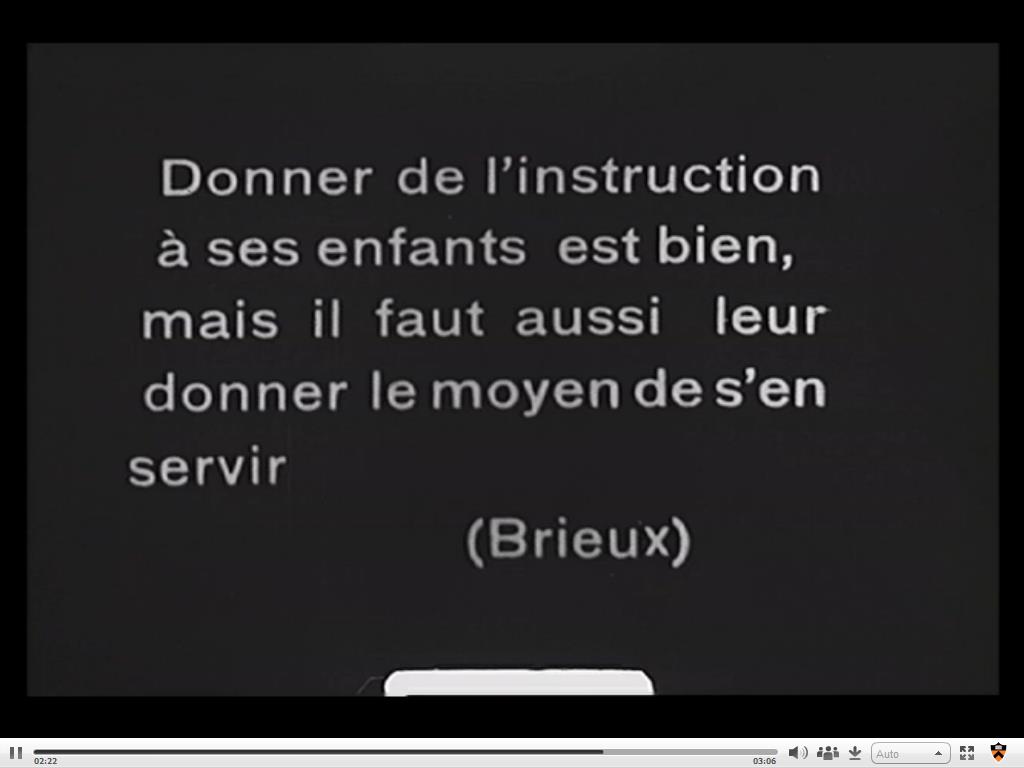 Donner de l'instruction
à ses enfants est bien,
mais il faut aussi leur
donner le moyen de s'en
servir
(Brieux)
02:22
03:06
Auto